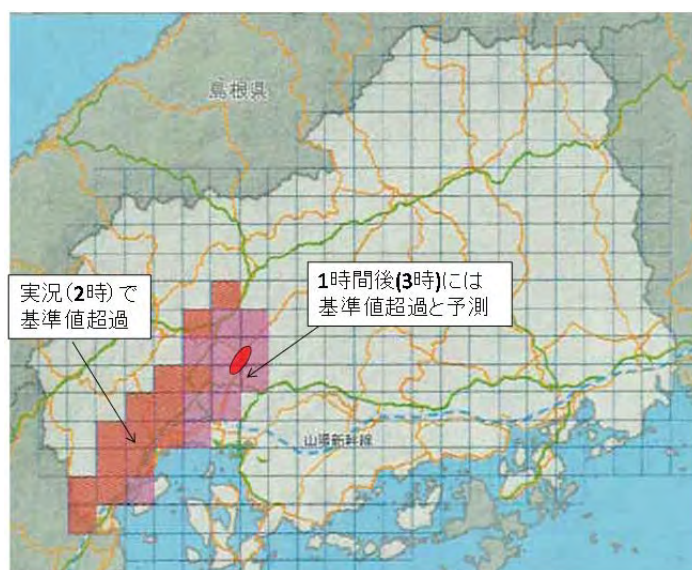 島根県
実況(2時)で
基準値超過
1時間後(3時)には
基準値超過と予測
山陽新幹線